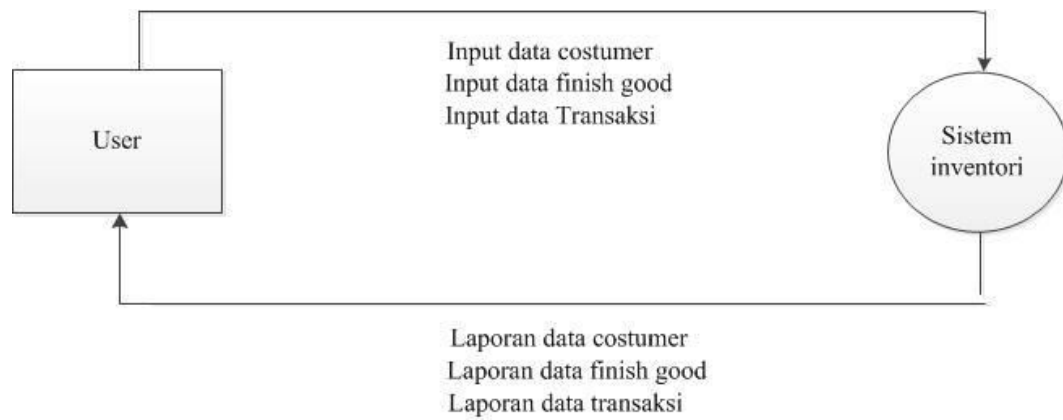 Input data costumer
Input data finish good
Input data Transaksi
User
Sistem
inventori
Laporan data costumer
Laporan data finish good
Laporan data transaksi